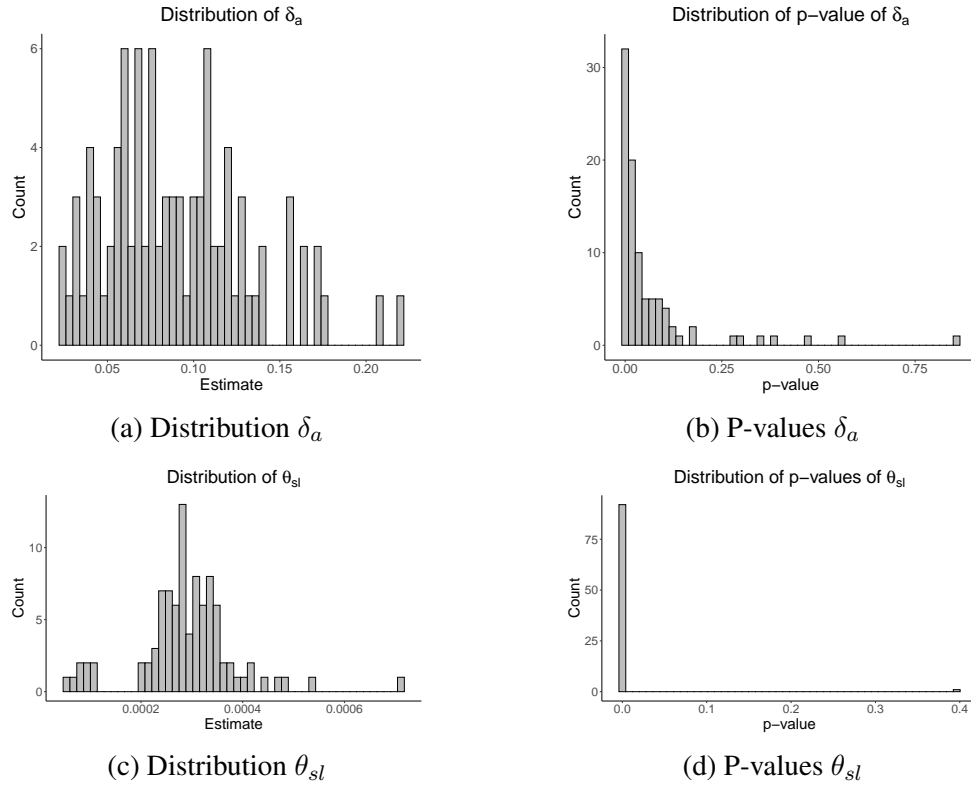 Distribution of δa
Count
0
2
4
6
0.05 0.10 0.15 0.20
Estimate
(a) Distribution δa
Distribution of p−value of δa
Count
0
10
20
30
0.00 0.25 0.50 0.75
p−value
(b) P-values δa
Distribution of θsl
Count
0
5
10
0.0002 0.0004 0.0006
Estimate
(c) Distribution θsl
Distribution of p−values of θsl
Count
0
25
50
75
0.0 0.1 0.2 0.3 0.4
p−value
(d) P-values θsl